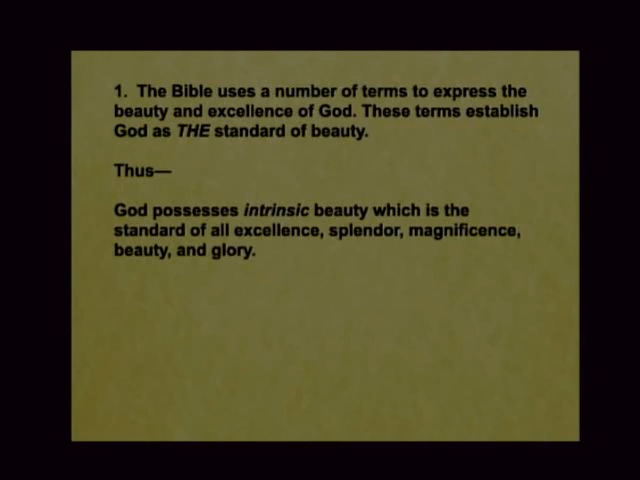 1. The Bible uses a number of terms to express the
beauty and excellence of God. These terms establish
God as THE standard of beauty.
Thus—
God possesses intrinsic beauty which is the
standard of all excellence, splendor, magnificence,
beauty, and glory.